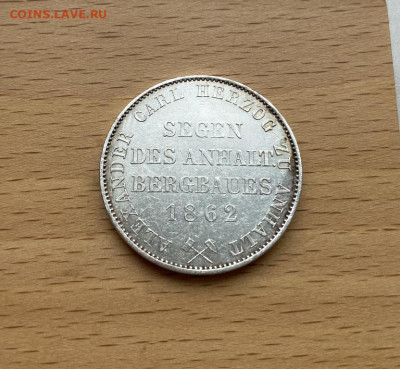 COINS.LAVE.RU
ALEXANDER CARL HERZOG ZU ANHALT
SEGEN
DES ANHALT
BERGBAUES
1862